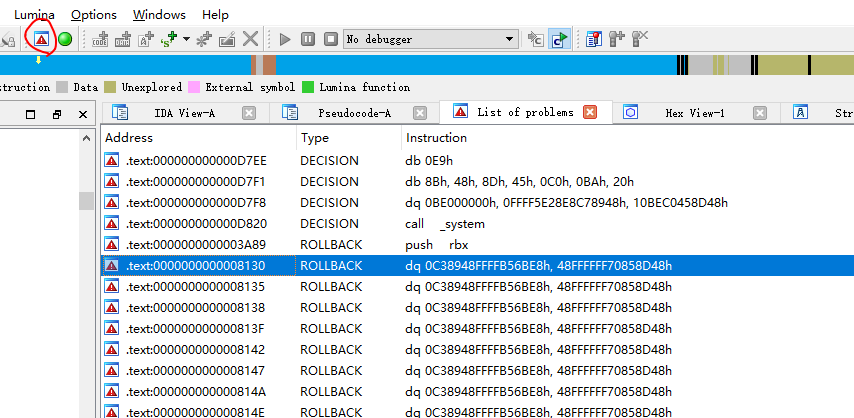 Lumina Options Windows Help
No debugger
struction Data Unexplored External symbol Lumina function
IDA View-A Pseudocode-A List of problems Hex View-1 Str
Address Type Instruction
.text:000000000000D7EE DECISION db 0E9h
.text:000000000000D7F1 DECISION db 8Bh, 48h, 8Dh, 45h, 0C0h, 0BAh, 20h
.text:000000000000D7F8 DECISION dq 0BE000000h, 0FFFF5E28E8C78948h, 10BEC0458D48h
.text:000000000000D820 DECISION call _system
.text:0000000000003A89 ROLLBACK push rbx
.text:0000000000008130 ROLLBACK dq 0C38948FFFFB56BE8h, 48FFFFFF70858D48h
.text:0000000000008135 ROLLBACK dq 0C38948FFFFB56BE8h, 48FFFFFF70858D48h
.text:0000000000008138 ROLLBACK dq 0C38948FFFFB56BE8h, 48FFFFFF70858D48h
.text:000000000000813F ROLLBACK dq 0C38948FFFFB56BE8h, 48FFFFFF70858D48h
.text:0000000000008142 ROLLBACK dq 0C38948FFFFB56BE8h, 48FFFFFF70858D48h
.text:0000000000008147 ROLLBACK dq 0C38948FFFFB56BE8h, 48FFFFFF70858D48h
.text:000000000000814A ROLLBACK dq 0C38948FFFFB56BE8h, 48FFFFFF70858D48h
.text:000000000000814E ROLLBACK dq 0C38948FFFFB56BE8h, 48FFFFFF70858D48h